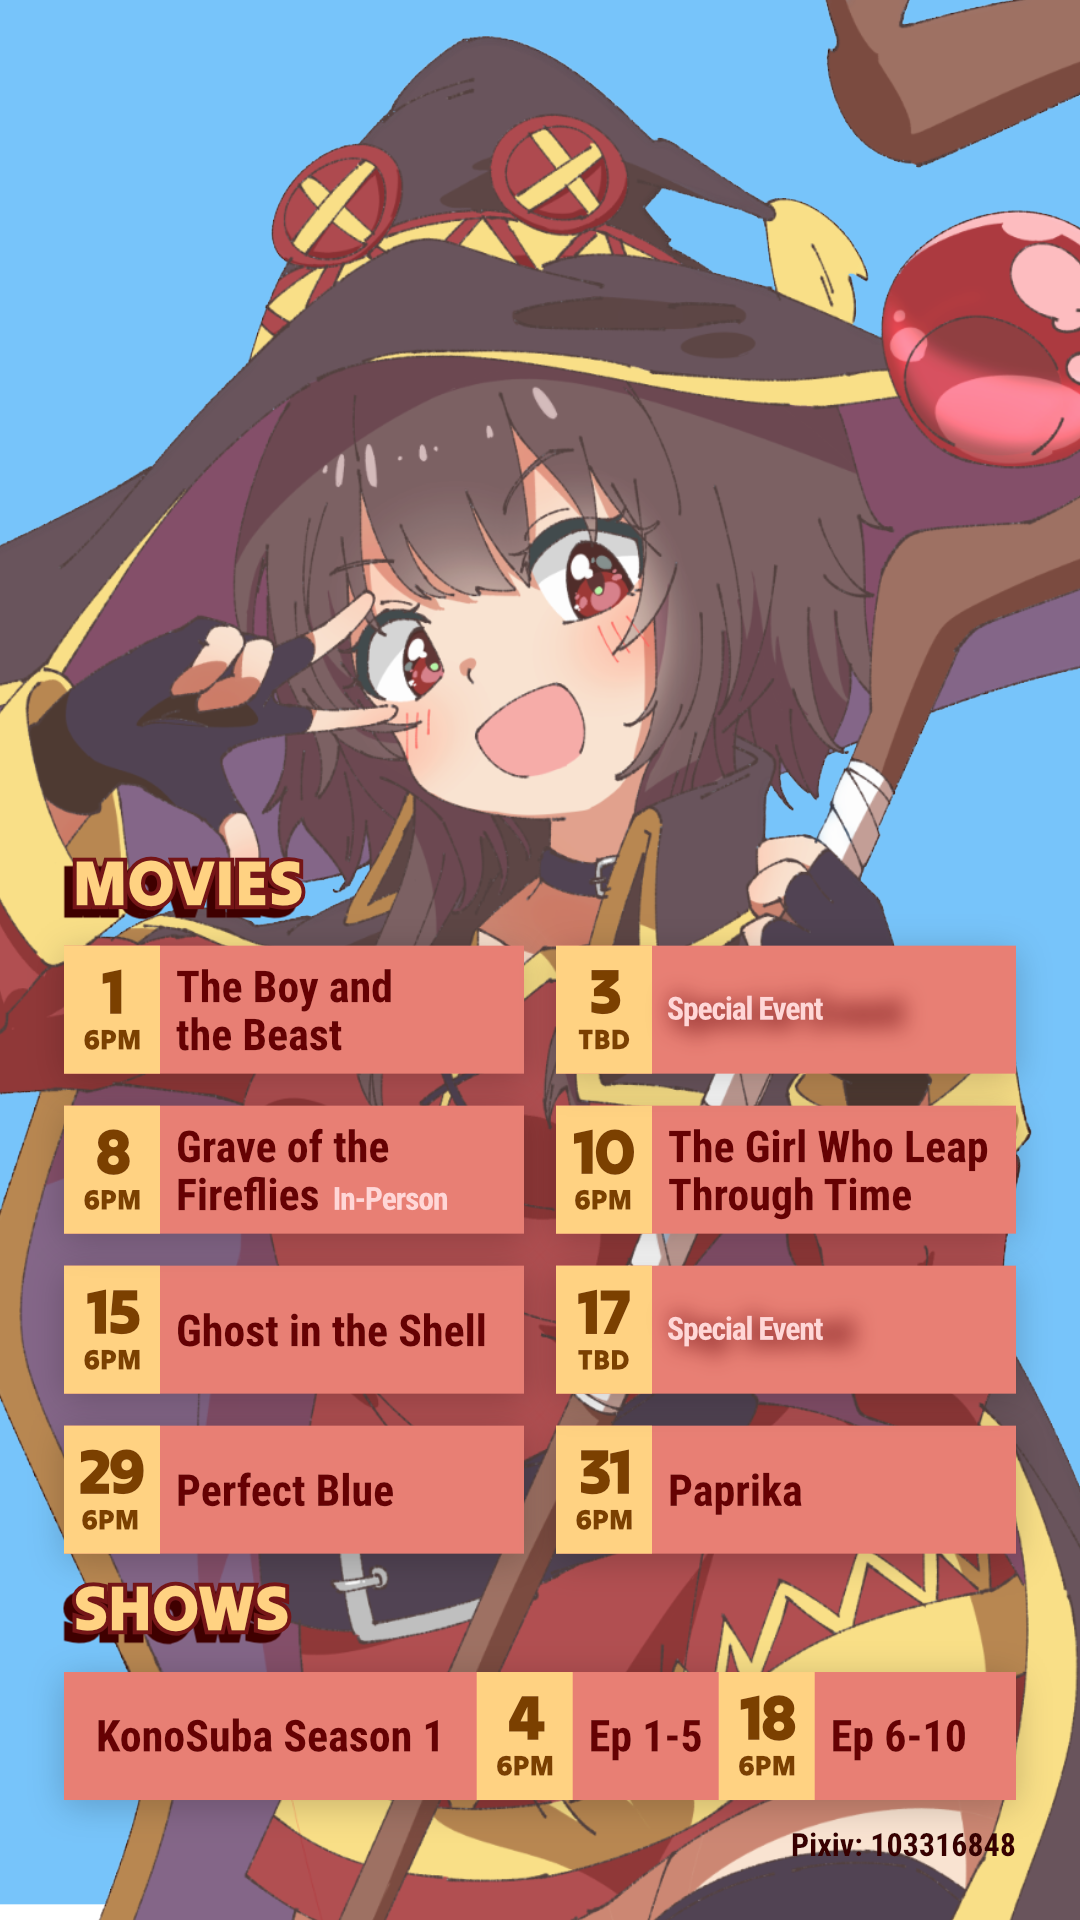 MOVIES
1
6PM
The Boy and
the Beast
3
TBD
Special Event
8
6PM
Grave of the
Fireflies In-Person
10
6PM
The Girl Who Leap
Through Time
15
6PM
Ghost in the Shell
17
TBD
Special Event
29
6PM
Perfect Blue
31
6PM
Paprika
SHOWS
KonoSuba Season 1
4
6PM
Ep 1-5
18
6PM
Ep 6-10
Pixiv: 103316848